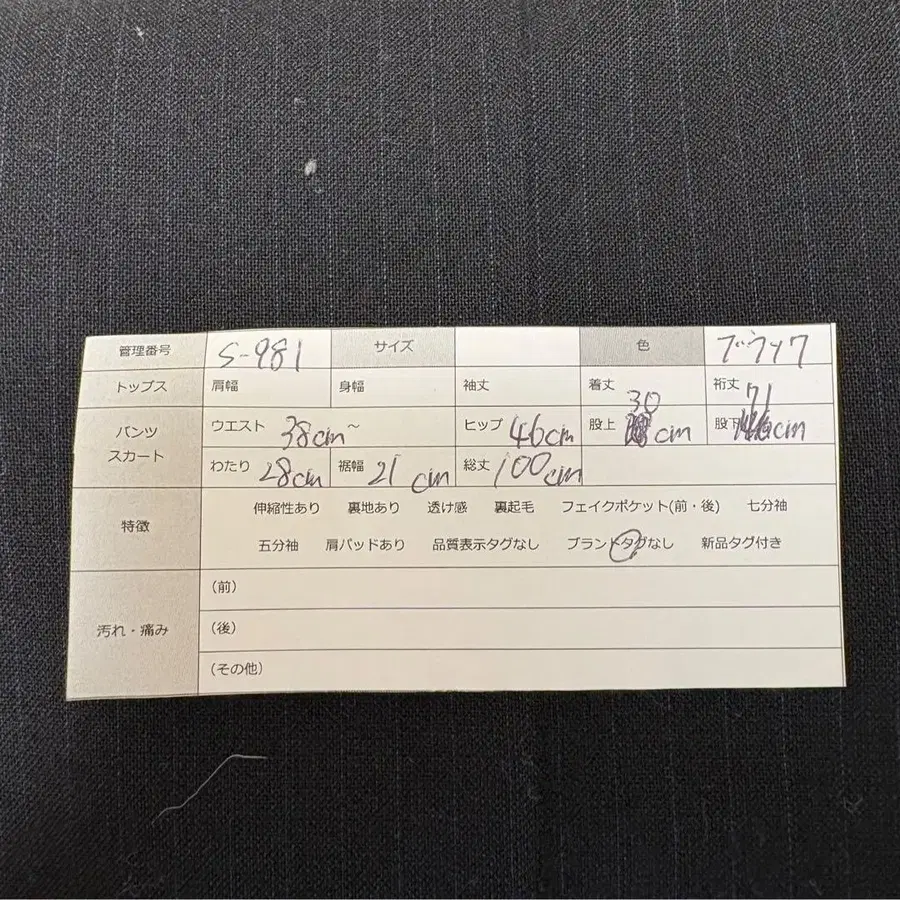 管理番号 S-981 サイズ 色 ブラック
トップス 肩幅 身幅 袖丈 着丈 裄丈
パンツ スカート ウエスト 38cm~ ヒップ 46cm 股上 30 cm 股下 71 cm
わたり 28cm 裾幅 21 cm 総丈 100cm
特徴 伸縮性あり 裏地あり 透け感 裏起毛 フェイクポケット(前・後) 七分袖
五分袖 肩パッドあり 品質表示タグなし ブランドタグなし 新品タグ付き
汚れ・痛み (前)
(後)
(その他)